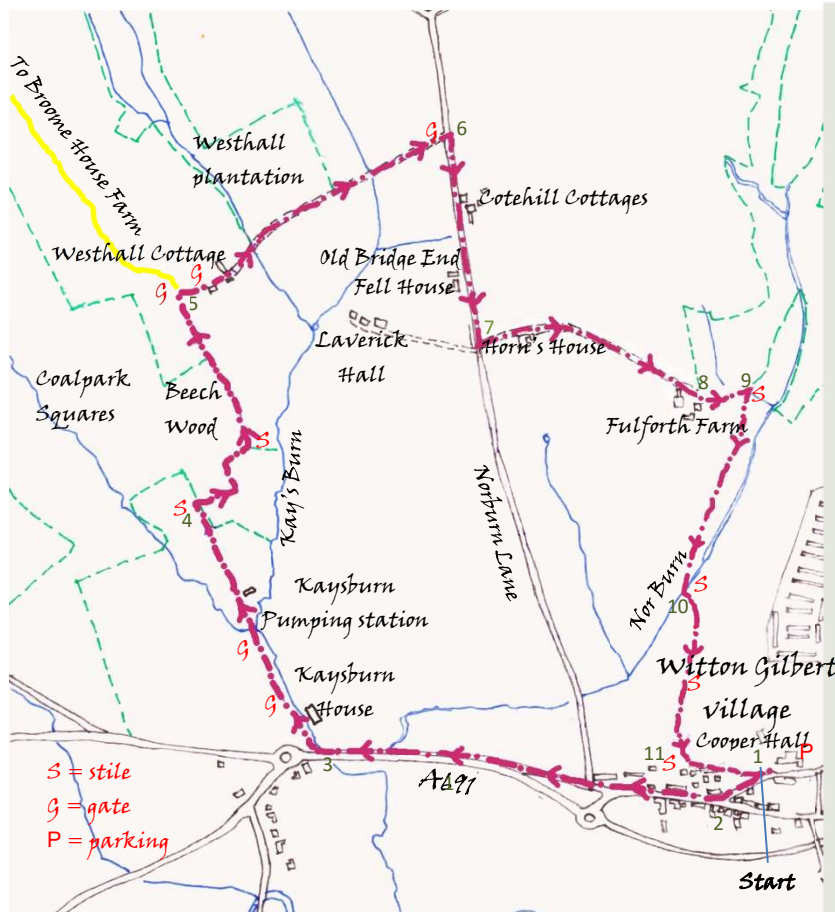 To Broome House Farm
Westhall
plantation
G
6
Cotehill Cottages
Westhall Cottage
G
G
5
Old Bridge End
Fell House
7
Horn's House
Laverick
Hall
Coalpark
Squares
Beech
Wood
S
8
9
S
Fulforth Farm
S
4
Kay's Burn
Norburn Lane
Kaysburn
Pumping station
G
Nor Burn
S
10
Kaysburn
House
G
Witton Gilbert
S
village
Cooper Hall
11
S
1
P
3
2
S = stile
G = gate
P = parking
Start